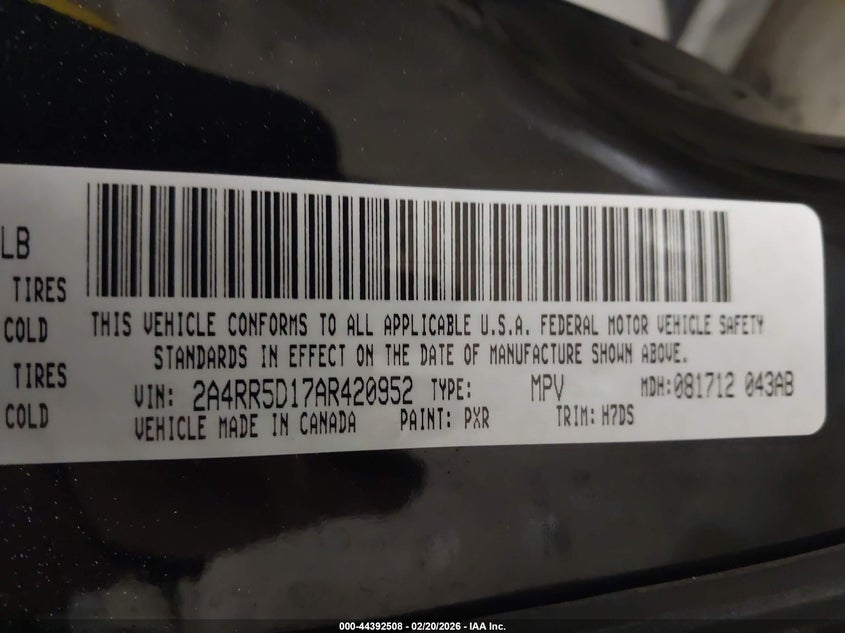 LB
TIRES
COLD
TIRES
COLD
THIS VEHICLE CONFORMS TO ALL APPLICABLE U.S.A. FEDERAL MOTOR VEHICLE SAFETY
STANDARDS IN EFFECT ON THE DATE OF MANUFACTURE SHOWN ABOVE.
VIN: 2A4RR5D17AR420952 TYPE: MPV MDH:081712 043AB
VEHICLE MADE IN CANADA PAINT: PXR TRIM: H7DS
000-44392508 - 02/20/2026 - IAA Inc.